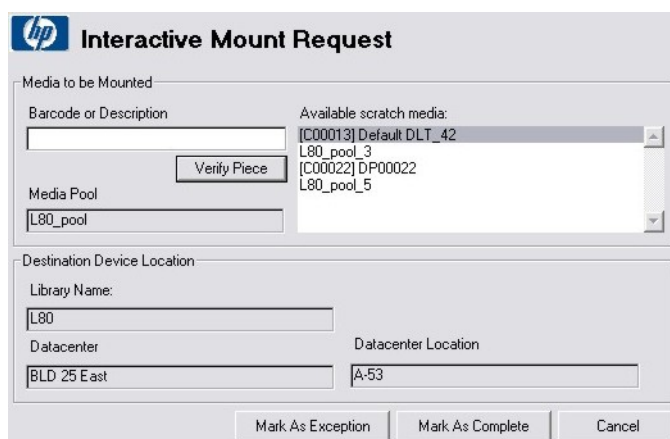 hp
Interactive Mount Request
Media to be Mounted
Barcode or Description
Verify Piece
Media Pool
L80_pool
Available scratch media:
[C00013] Default DLT_42
L80_pool_3
[C00022] DP00022
L80_pool_5
Destination Device Location
Library Name:
L80
Datacenter
BLD 25 East
Datacenter Location
A-53
Mark As Exception
Mark As Complete
Cancel